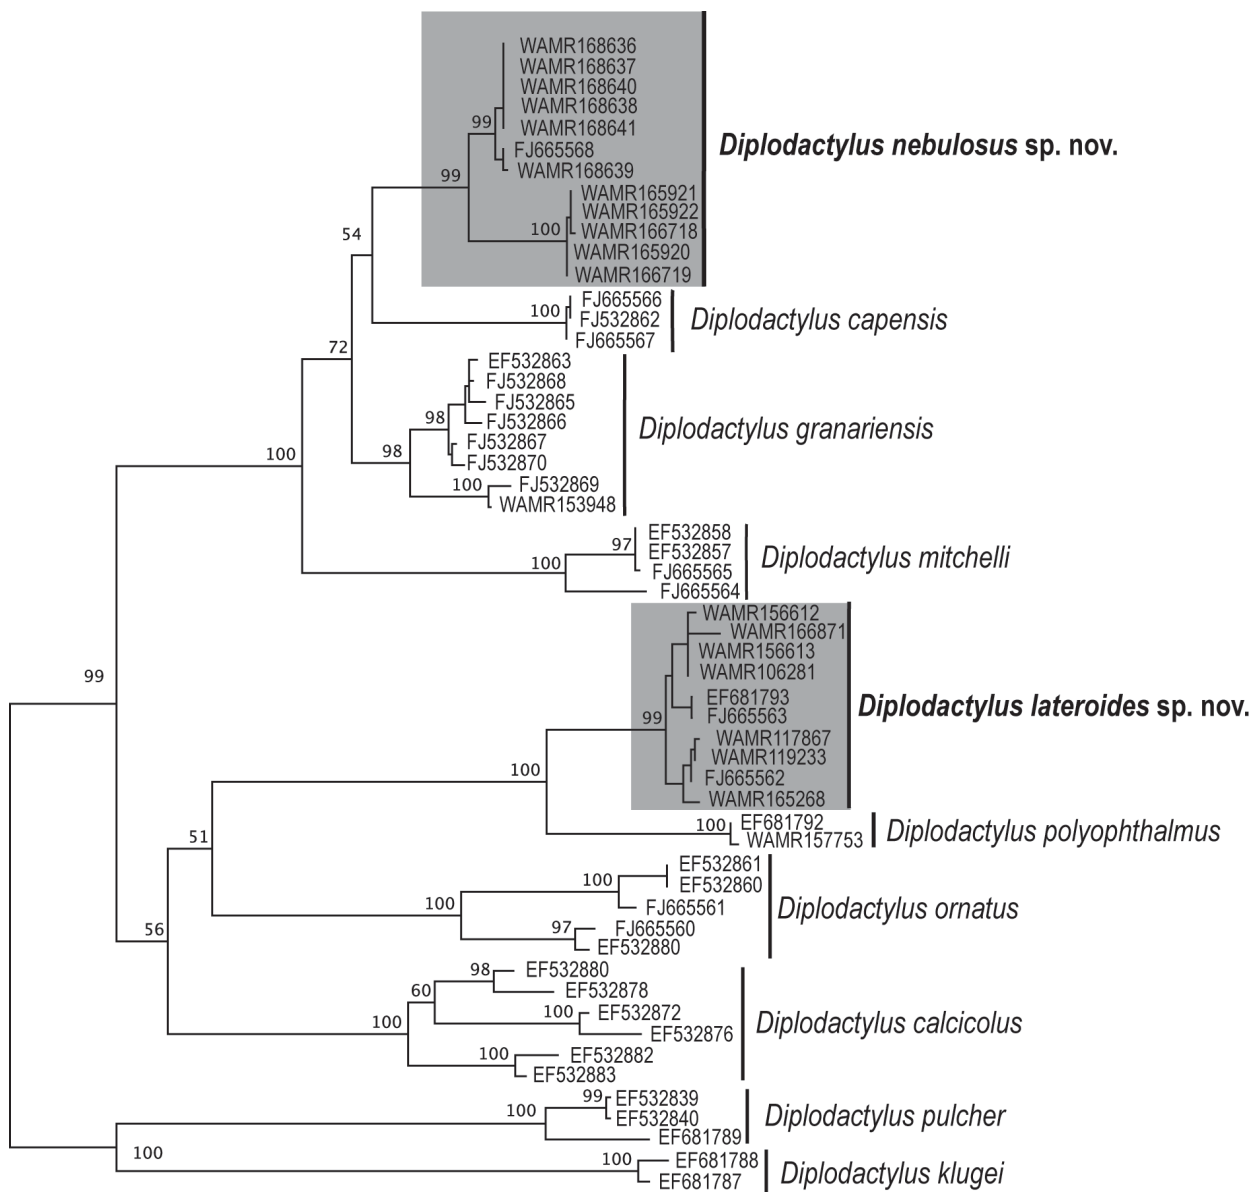 WAMR168636
WAMR168637
WAMR168640
WAMR168638
99
WAMR168641
FJ665568
WAMR168639
99
Diplodactylus nebulosus sp. nov.
WAMR165921
WAMR165922
100
WAMR166718
WAMR165920
WAMR166719
54
FJ665566
100
FJ532862
FJ665567
Diplodactylus capensis
72
EF532863
FJ532868
FJ532865
98
FJ532866
FJ532867
98
FJ532870
100
FJ532869
WAMR153948
Diplodactylus granariensis
100
EF532858
97
EF532857
FJ665565
100
FJ665564
Diplodactylus mitchelli
99
WAMR156612
WAMR166871
WAMR156613
WAMR106281
EF681793
99
FJ665563
WAMR117867
WAMR119233
FJ665562
WAMR165268
Diplodactylus lateroides sp. nov.
100
EF681792
100
WAMR157753
Diplodactylus polyophthalmus
51
EF532861
100
EF532860
100
FJ665561
97
FJ665560
EF532880
Diplodactylus ornatus
56
98
EF532880
60
EF532878
100
EF532872
100
EF532876
100
EF532882
EF532883
Diplodactylus calcicolus
99
EF532839
100
EF532840
EF681789
Diplodactylus pulcher
100
100
EF681788
EF681787
Diplodactylus klugei